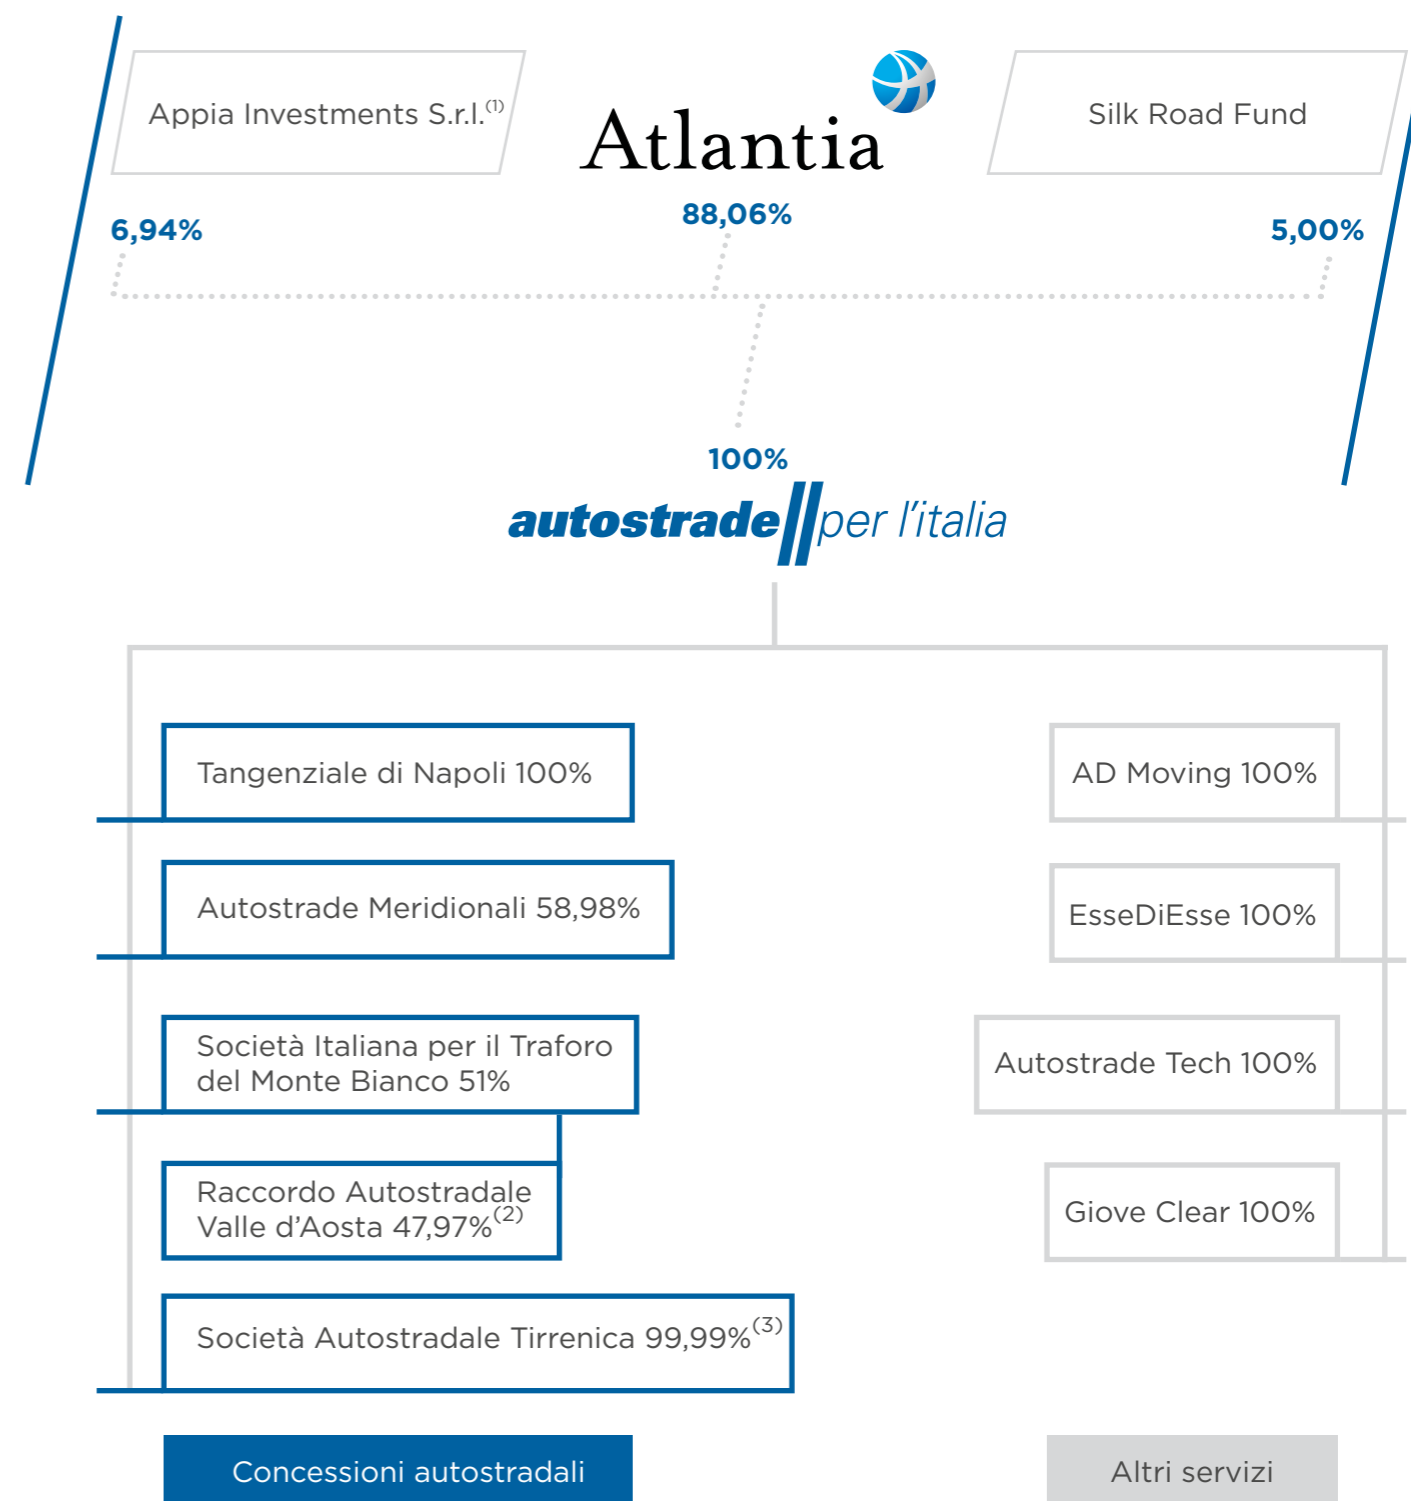 Appia Investments S.r.l.(1)
Atlantia
Silk Road Fund
6,94%
88,06%
5,00%
100%
autostrade per l'italia
Tangenziale di Napoli 100%
Autostrade Meridionali 58,98%
Società Italiana per il Traforo
del Monte Bianco 51%
Raccordo Autostradale
Valle d'Aosta 47,97%(2)
Società Autostradale Tirrenica 99,99%(3)
Concessioni autostradali
AD Moving 100%
EsseDiEsse 100%
Autostrade Tech 100%
Giove Clear 100%
Altri servizi